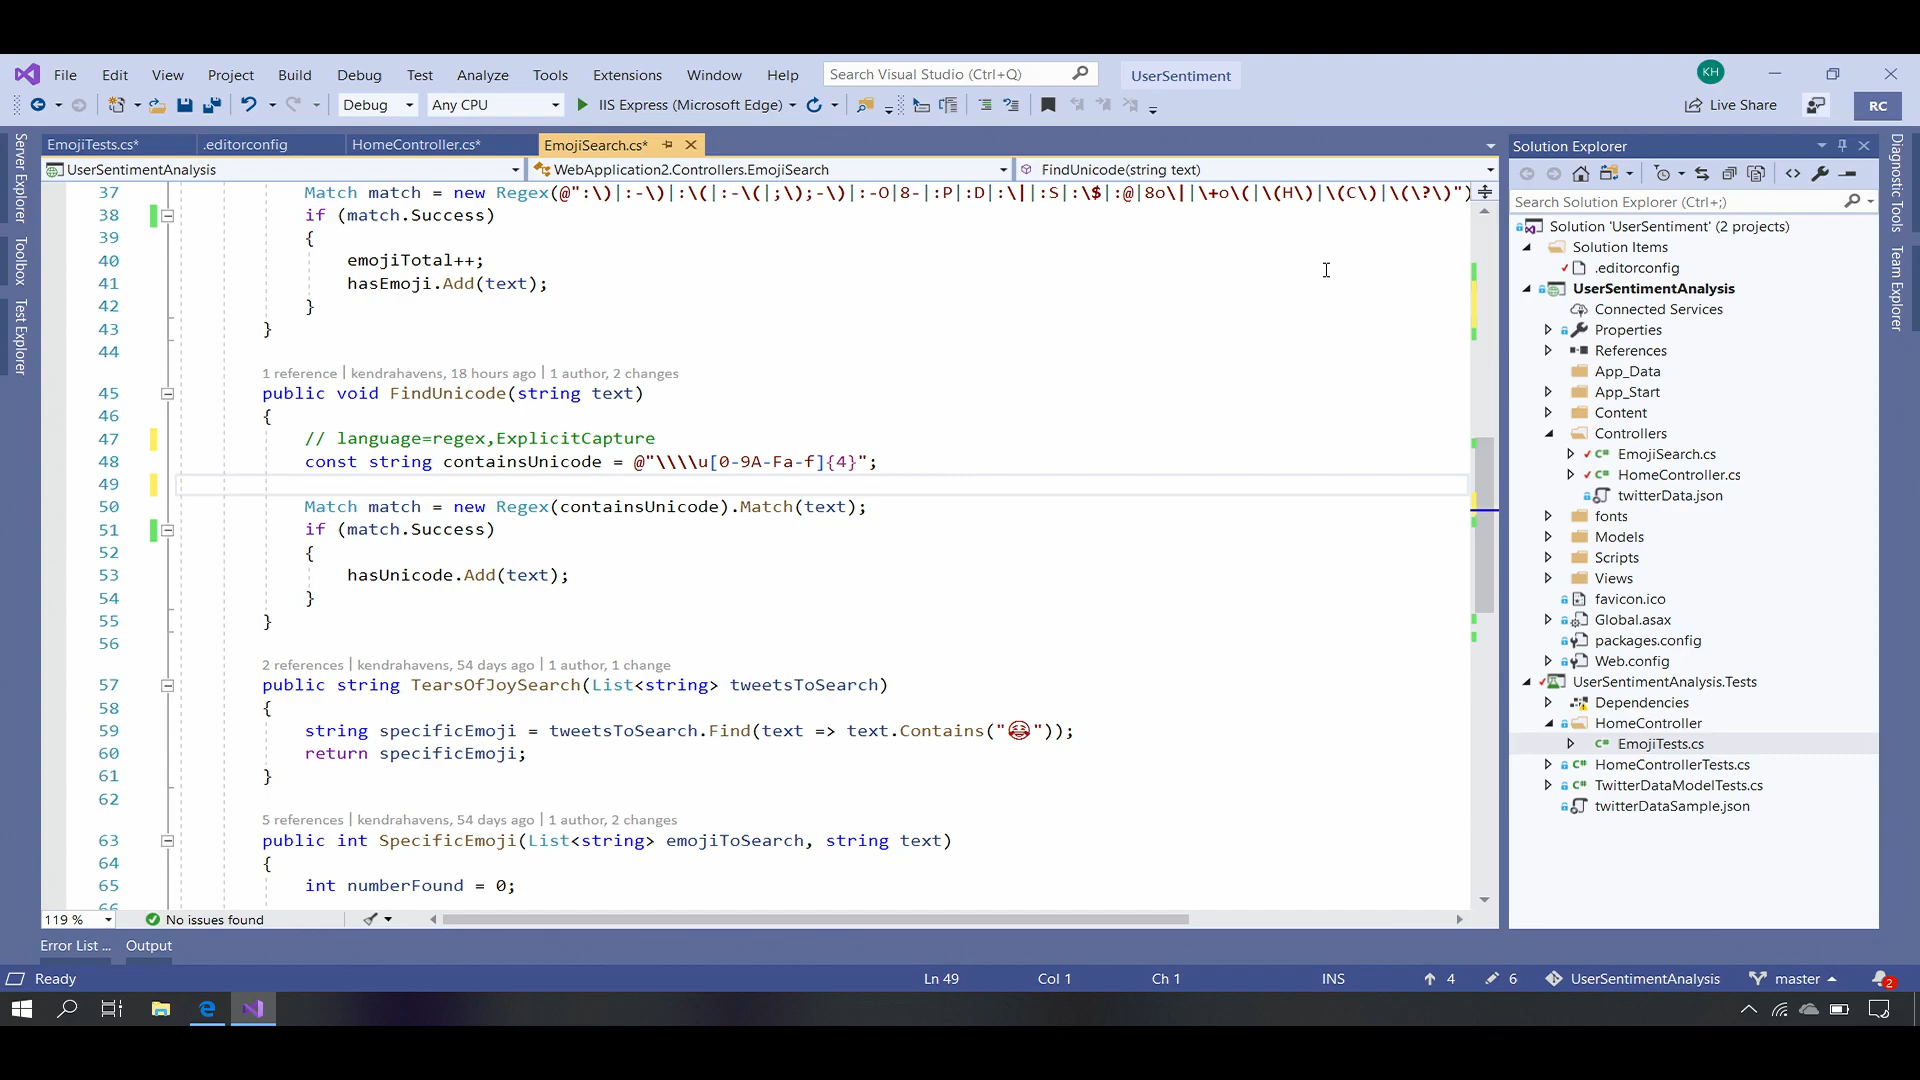 File Edit View Project Build Debug Test Analyze Tools Extensions Window Help Search Visual Studio (Ctrl+Q) UserSentiment KH
Debug Any CPU IIS Express (Microsoft Edge) Live Share RC
EmojiTests.cs* .editorconfig HomeController.cs* EmojiSearch.cs*
UserSentimentAnalysis WebApplication2.Controllers.EmojiSearch FindUnicode(string text)
Server Explorer
Toolbox
Test Explorer
37 Match match = new Regex(@":\)|:-\)|:\(|:-\(|;\);-\)|:-O|8-|:P|:D|:\||:S|:\$|:@|8o\||\+o\(|\(H\)|\(C\)|\(\?\)")
38 if (match.Success)
39 {
40 emojiTotal++;
41 hasEmoji.Add(text);
42 }
43 }
44
1 reference | kendrahavens, 18 hours ago | 1 author, 2 changes
45 public void FindUnicode(string text)
46 {
47 // language=regex,ExplicitCapture
48 const string containsUnicode = @"\\\\u[0-9A-Fa-f]{4}";
49
50 Match match = new Regex(containsUnicode).Match(text);
51 if (match.Success)
52 {
53 hasUnicode.Add(text);
54 }
55 }
56
2 references | kendrahavens, 54 days ago | 1 author, 1 change
57 public string TearsOfJoySearch(List<string> tweetsToSearch)
58 {
59 string specificEmoji = tweetsToSearch.Find(text => text.Contains("😂"));
60 return specificEmoji;
61 }
62
5 references | kendrahavens, 54 days ago | 1 author, 2 changes
63 public int SpecificEmoji(List<string> emojiToSearch, string text)
64 {
65 int numberFound = 0;
66
119 % No issues found
Error List ... Output
Solution Explorer
Search Solution Explorer (Ctrl+;)
Solution 'UserSentiment' (2 projects)
Solution Items
.editorconfig
UserSentimentAnalysis
Connected Services
Properties
References
App_Data
App_Start
Content
Controllers
EmojiSearch.cs
HomeController.cs
twitterData.json
fonts
Models
Scripts
Views
favicon.ico
Global.asax
packages.config
Web.config
UserSentimentAnalysis.Tests
Dependencies
HomeController
EmojiTests.cs
HomeControllerTests.cs
TwitterDataModelTests.cs
twitterDataSample.json
Diagnostic Tools
Team Explorer
Ready Ln 49 Col 1 Ch 1 INS 4 6 UserSentimentAnalysis master 2